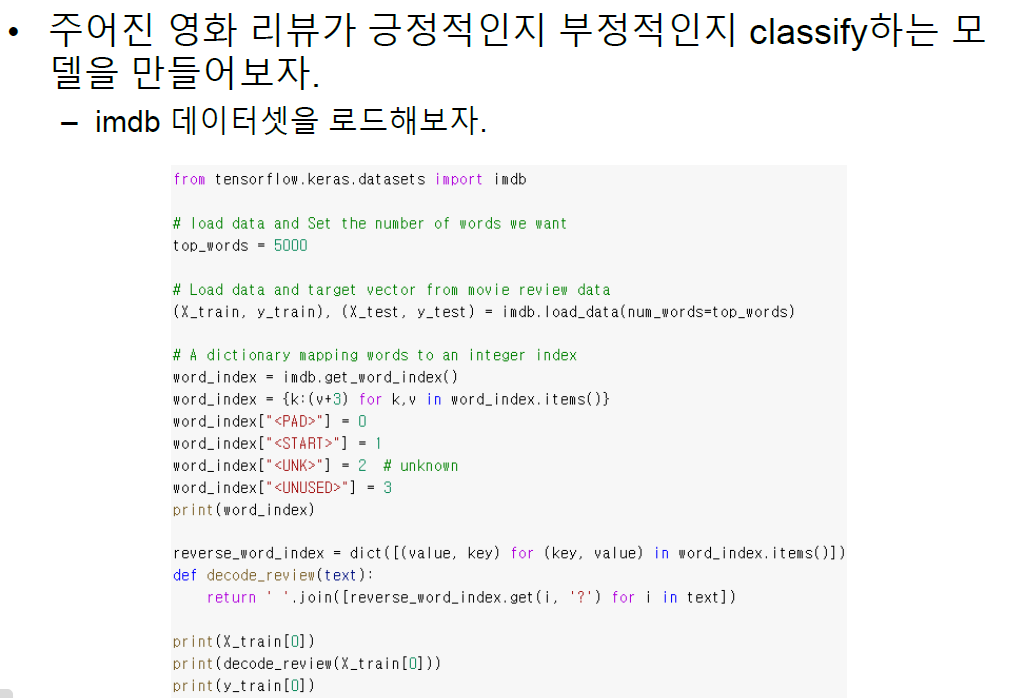 • 주어진 영화 리뷰가 긍정적인지 부정적인지 classify하는 모
델을 만들어보자.
– imdb 데이터셋을 로드해보자.
from tensorflow.keras.datasets import imdb
# load data and Set the number of words we want
top_words = 5000
# Load data and target vector from movie review data
(X_train, y_train), (X_test, y_test) = imdb.load_data(num_words=top_words)
# A dictionary mapping words to an integer index
word_index = imdb.get_word_index()
word_index = {k:(v+3) for k,v in word_index.items()}
word_index["<PAD>"] = 0
word_index["<START>"] = 1
word_index["<UNK>"] = 2  # unknown
word_index["<UNUSED>"] = 3
print(word_index)
reverse_word_index = dict([(value, key) for (key, value) in word_index.items()])
def decode_review(text):
    return ' '.join([reverse_word_index.get(i, '?') for i in text])
print(X_train[0])
print(decode_review(X_train[0]))
print(y_train[0])